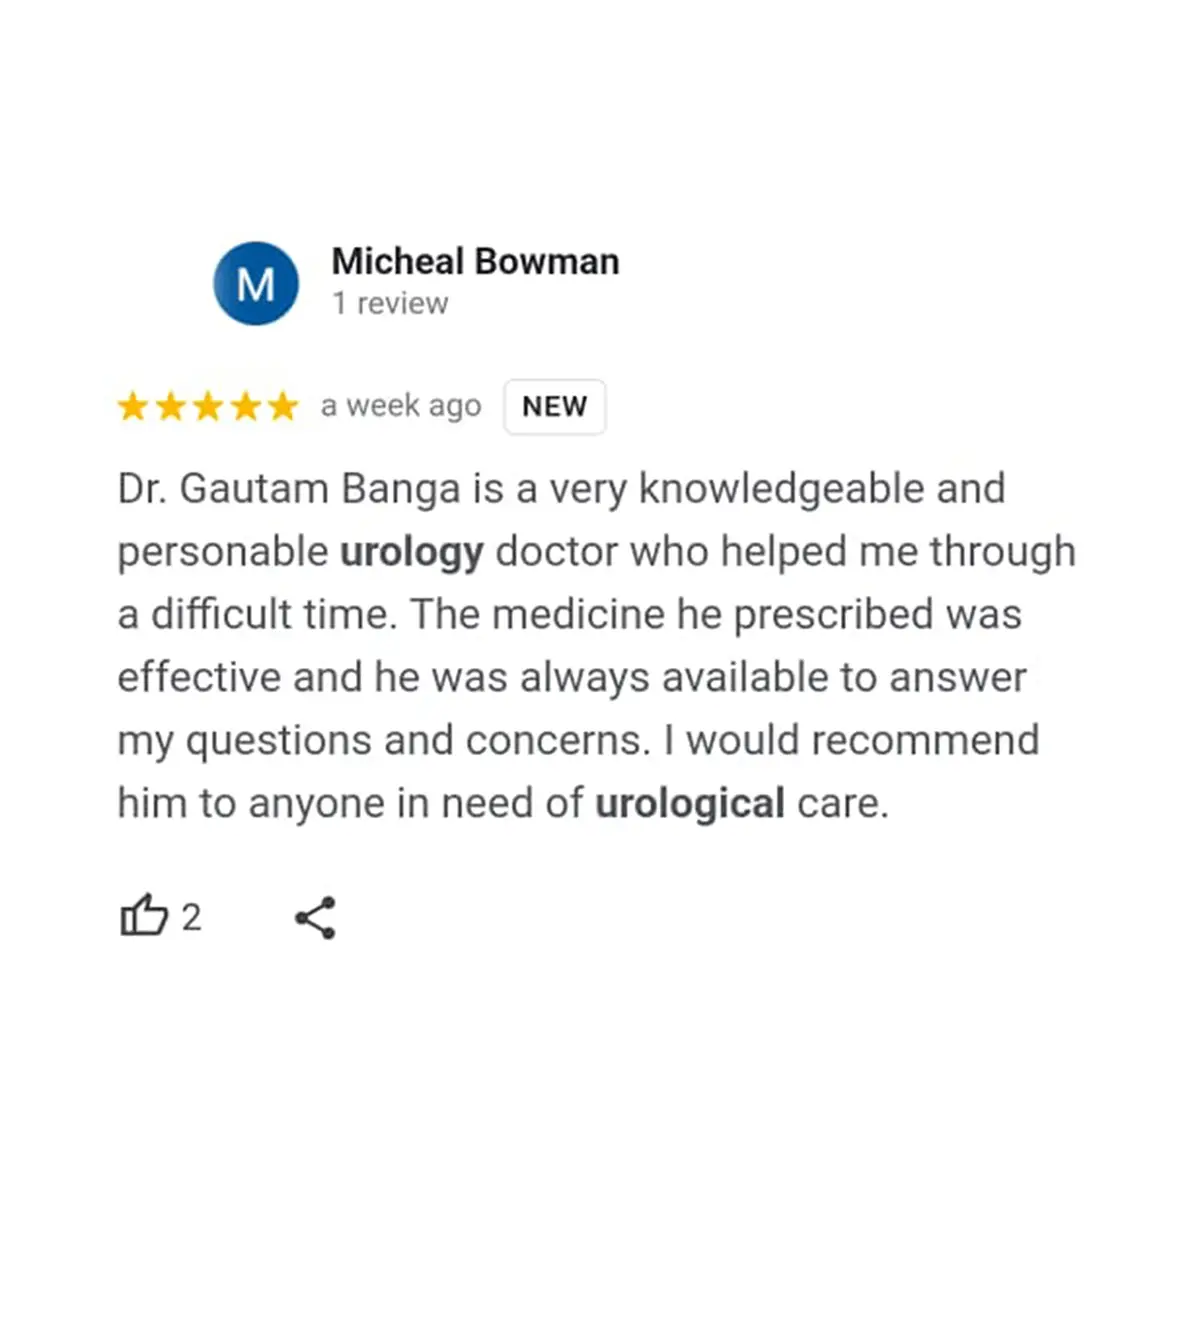 M
Micheal Bowman
1 review
a week ago NEW
Dr. Gautam Banga is a very knowledgeable and
personable urology doctor who helped me through
a difficult time. The medicine he prescribed was
effective and he was always available to answer
my questions and concerns. I would recommend
him to anyone in need of urological care.
2